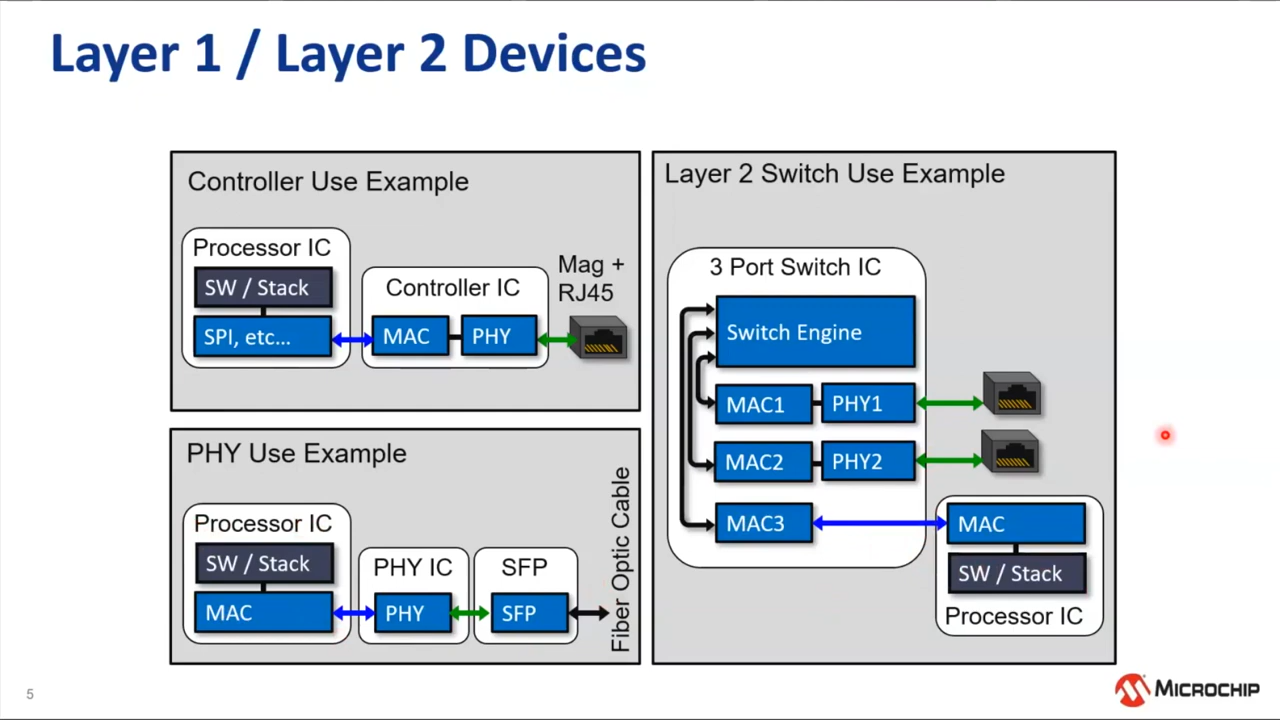 Layer 1 / Layer 2 Devices
Controller Use Example
Processor IC
SW / Stack
SPI, etc...
Controller IC
MAC
PHY
Mag +
RJ45
PHY Use Example
Processor IC
SW / Stack
MAC
PHY IC
PHY
SFP
SFP
Fiber Optic Cable
Layer 2 Switch Use Example
3 Port Switch IC
Switch Engine
MAC1
PHY1
MAC2
PHY2
MAC3
MAC
SW / Stack
Processor IC
5
MICROCHIP